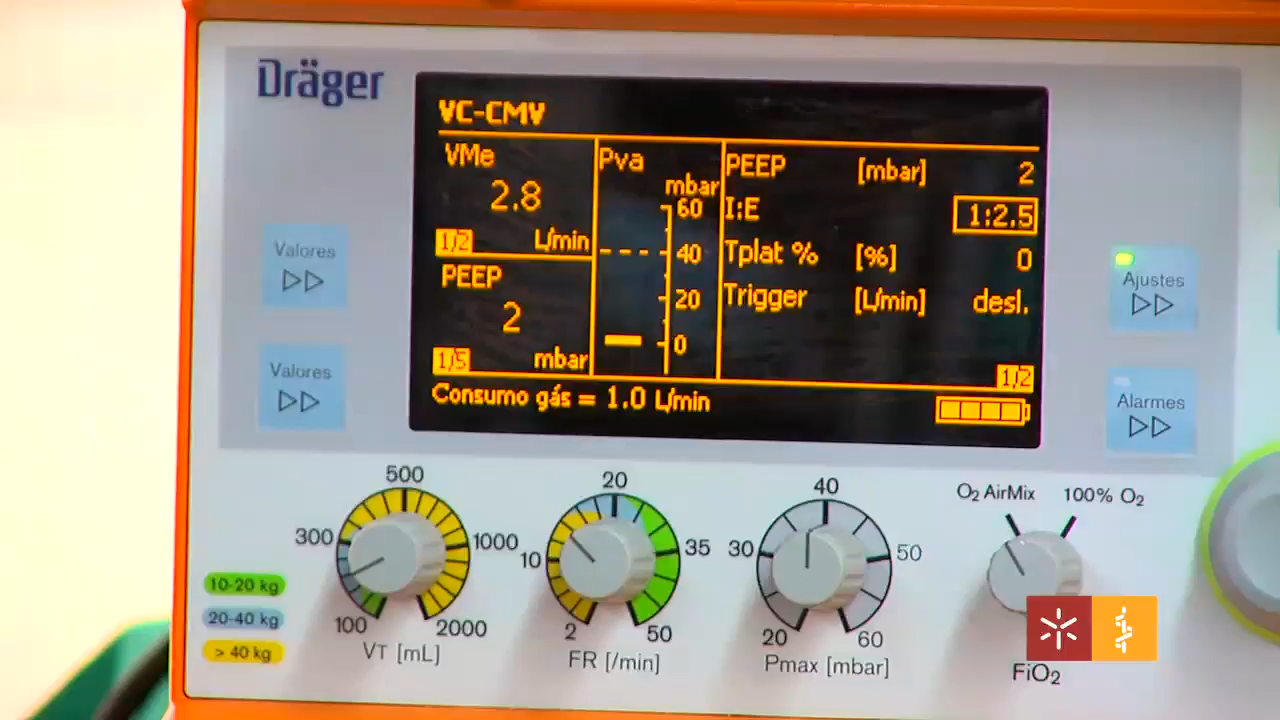 Dräger
VC-CMV
VMe
2.8
1/2 L/min
PEEP
2
1/5 mbar
Pva
mbar
60
40
20
0
PEEP [mbar] 2
I:E 1:2.5
Tplat % [%] 0
Trigger [L/min] desl.
1/2
Consumo gás = 1.0 L/min
Valores
Valores
Ajustes
Alarmes
10-20 kg
20-40 kg
> 40 kg
500
300
1000
100
2000
VT [mL]
20
10
35
2
50
FR [/min]
40
30
50
20
60
Pmax [mbar]
O2 AirMix
100% O2
FiO2